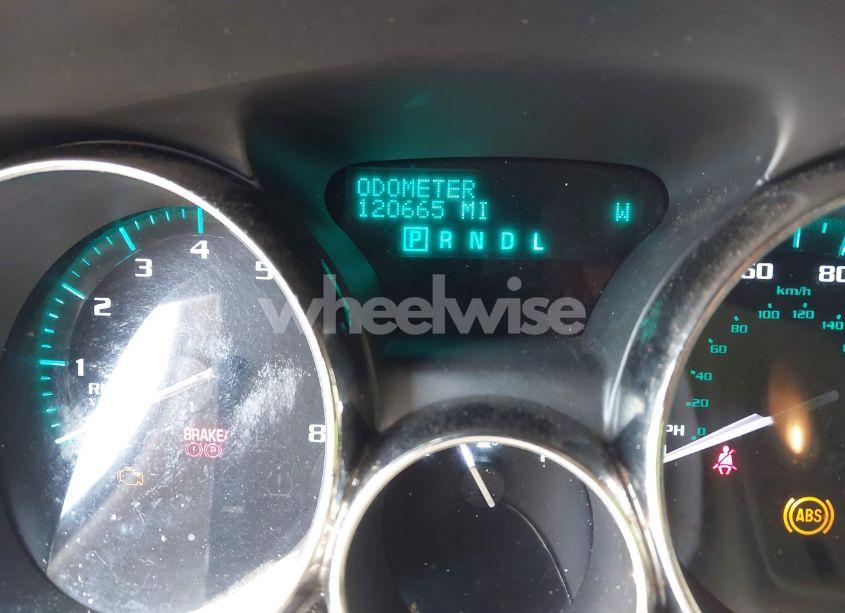 ODOMETER
120665 MI W
P R N D L
wheelwise
1 2 3 4 5 8
BRAKE
P
60 80
km/h
0 20 40 60 80 100 120 140
ABS